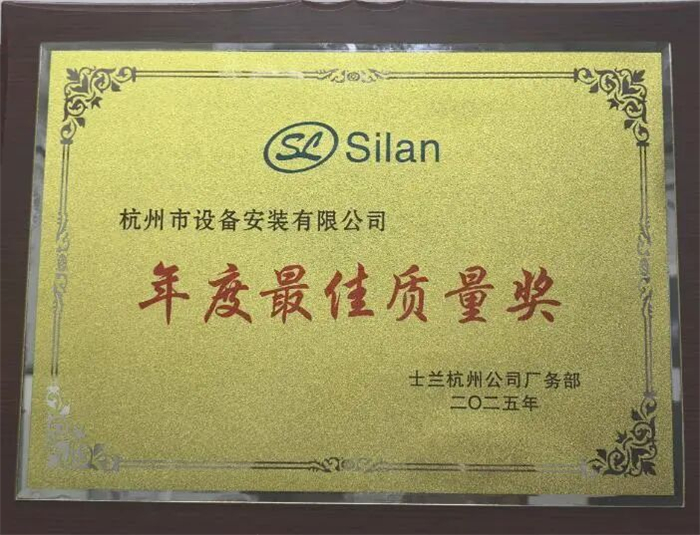 SL Silan
杭州市设备安装有限公司
年度最佳质量奖
士兰杭州公司厂务部
二〇二五年